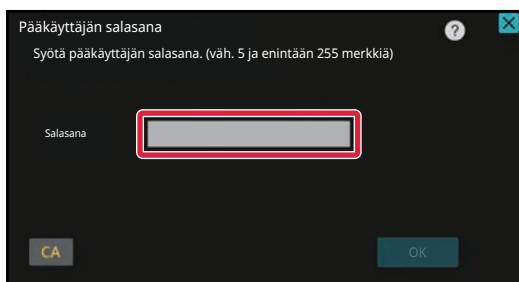 Pääkäyttäjän salasana
Syötä pääkäyttäjän salasana. (väh. 5 ja enintään 255 merkkiä)
Salasana
CA
OK